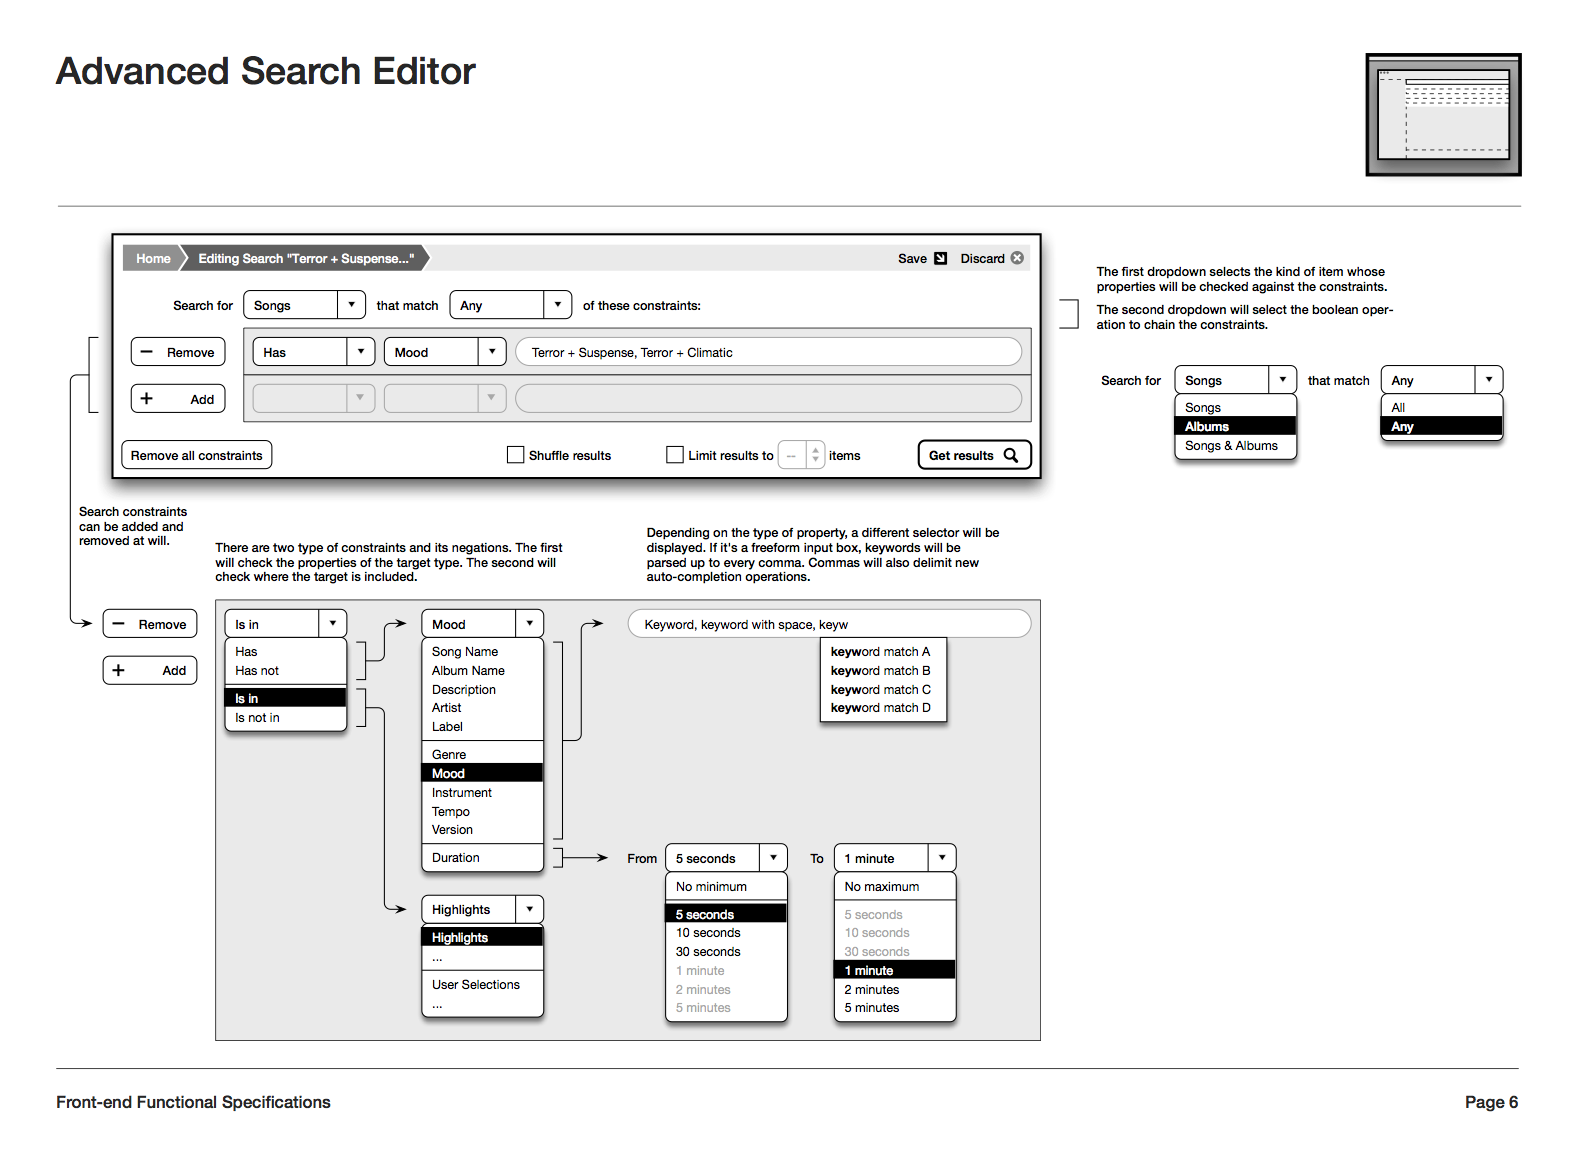 Advanced Search Editor
Home
Editing Search "Terror + Suspense..."
Save
Discard
Search for
Songs
that match
Any
of these constraints:
Remove
Has
Mood
Terror + Suspense, Terror + Climatic
Add
Remove all constraints
Shuffle results
Limit results to
--
items
Get results
The first dropdown selects the kind of item whose
properties will be checked against the constraints.
The second dropdown will select the boolean oper-
ation to chain the constraints.
Search for
Songs
that match
Any
Songs
Albums
Songs & Albums
All
Any
Search constraints
can be added and
removed at will.
There are two type of constraints and its negations. The first
will check the properties of the target type. The second will
check where the target is included.
Depending on the type of property, a different selector will be
displayed. If it's a freeform input box, keywords will be
parsed up to every comma. Commas will also delimit new
auto-completion operations.
Remove
Add
Is in
Has
Has not
Is in
Is not in
Mood
Song Name
Album Name
Description
Artist
Label
Genre
Mood
Instrument
Tempo
Version
Duration
Keyword, keyword with space, keyw
keyword match A
keyword match B
keyword match C
keyword match D
Highlights
Highlights
...
User Selections
...
From
5 seconds
No minimum
5 seconds
10 seconds
30 seconds
1 minute
2 minutes
5 minutes
To
1 minute
No maximum
5 seconds
10 seconds
30 seconds
1 minute
2 minutes
5 minutes
Front-end Functional Specifications
Page 6